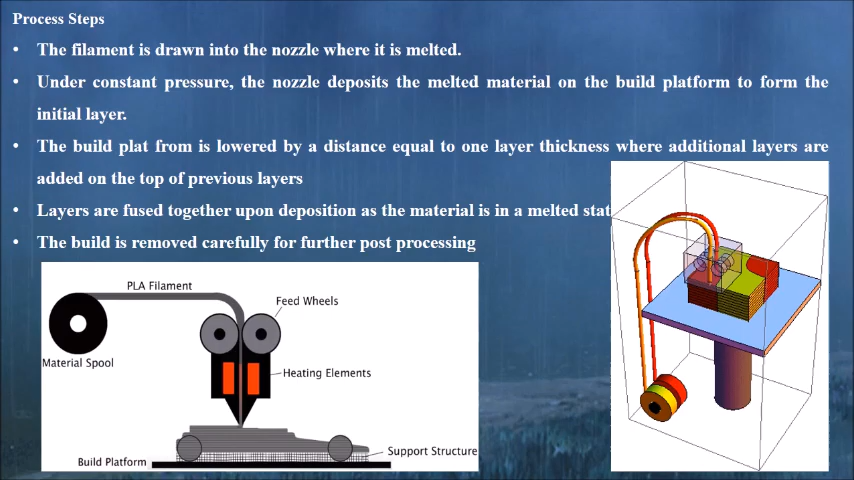 Process Steps
• The filament is drawn into the nozzle where it is melted.
• Under constant pressure, the nozzle deposits the melted material on the build platform to form the
initial layer.
• The build plat from is lowered by a distance equal to one layer thickness where additional layers are
added on the top of previous layers
• Layers are fused together upon deposition as the material is in a melted stat
• The build is removed carefully for further post processing
PLA Filament
Feed Wheels
Material Spool
Heating Elements
Support Structure
Build Platform